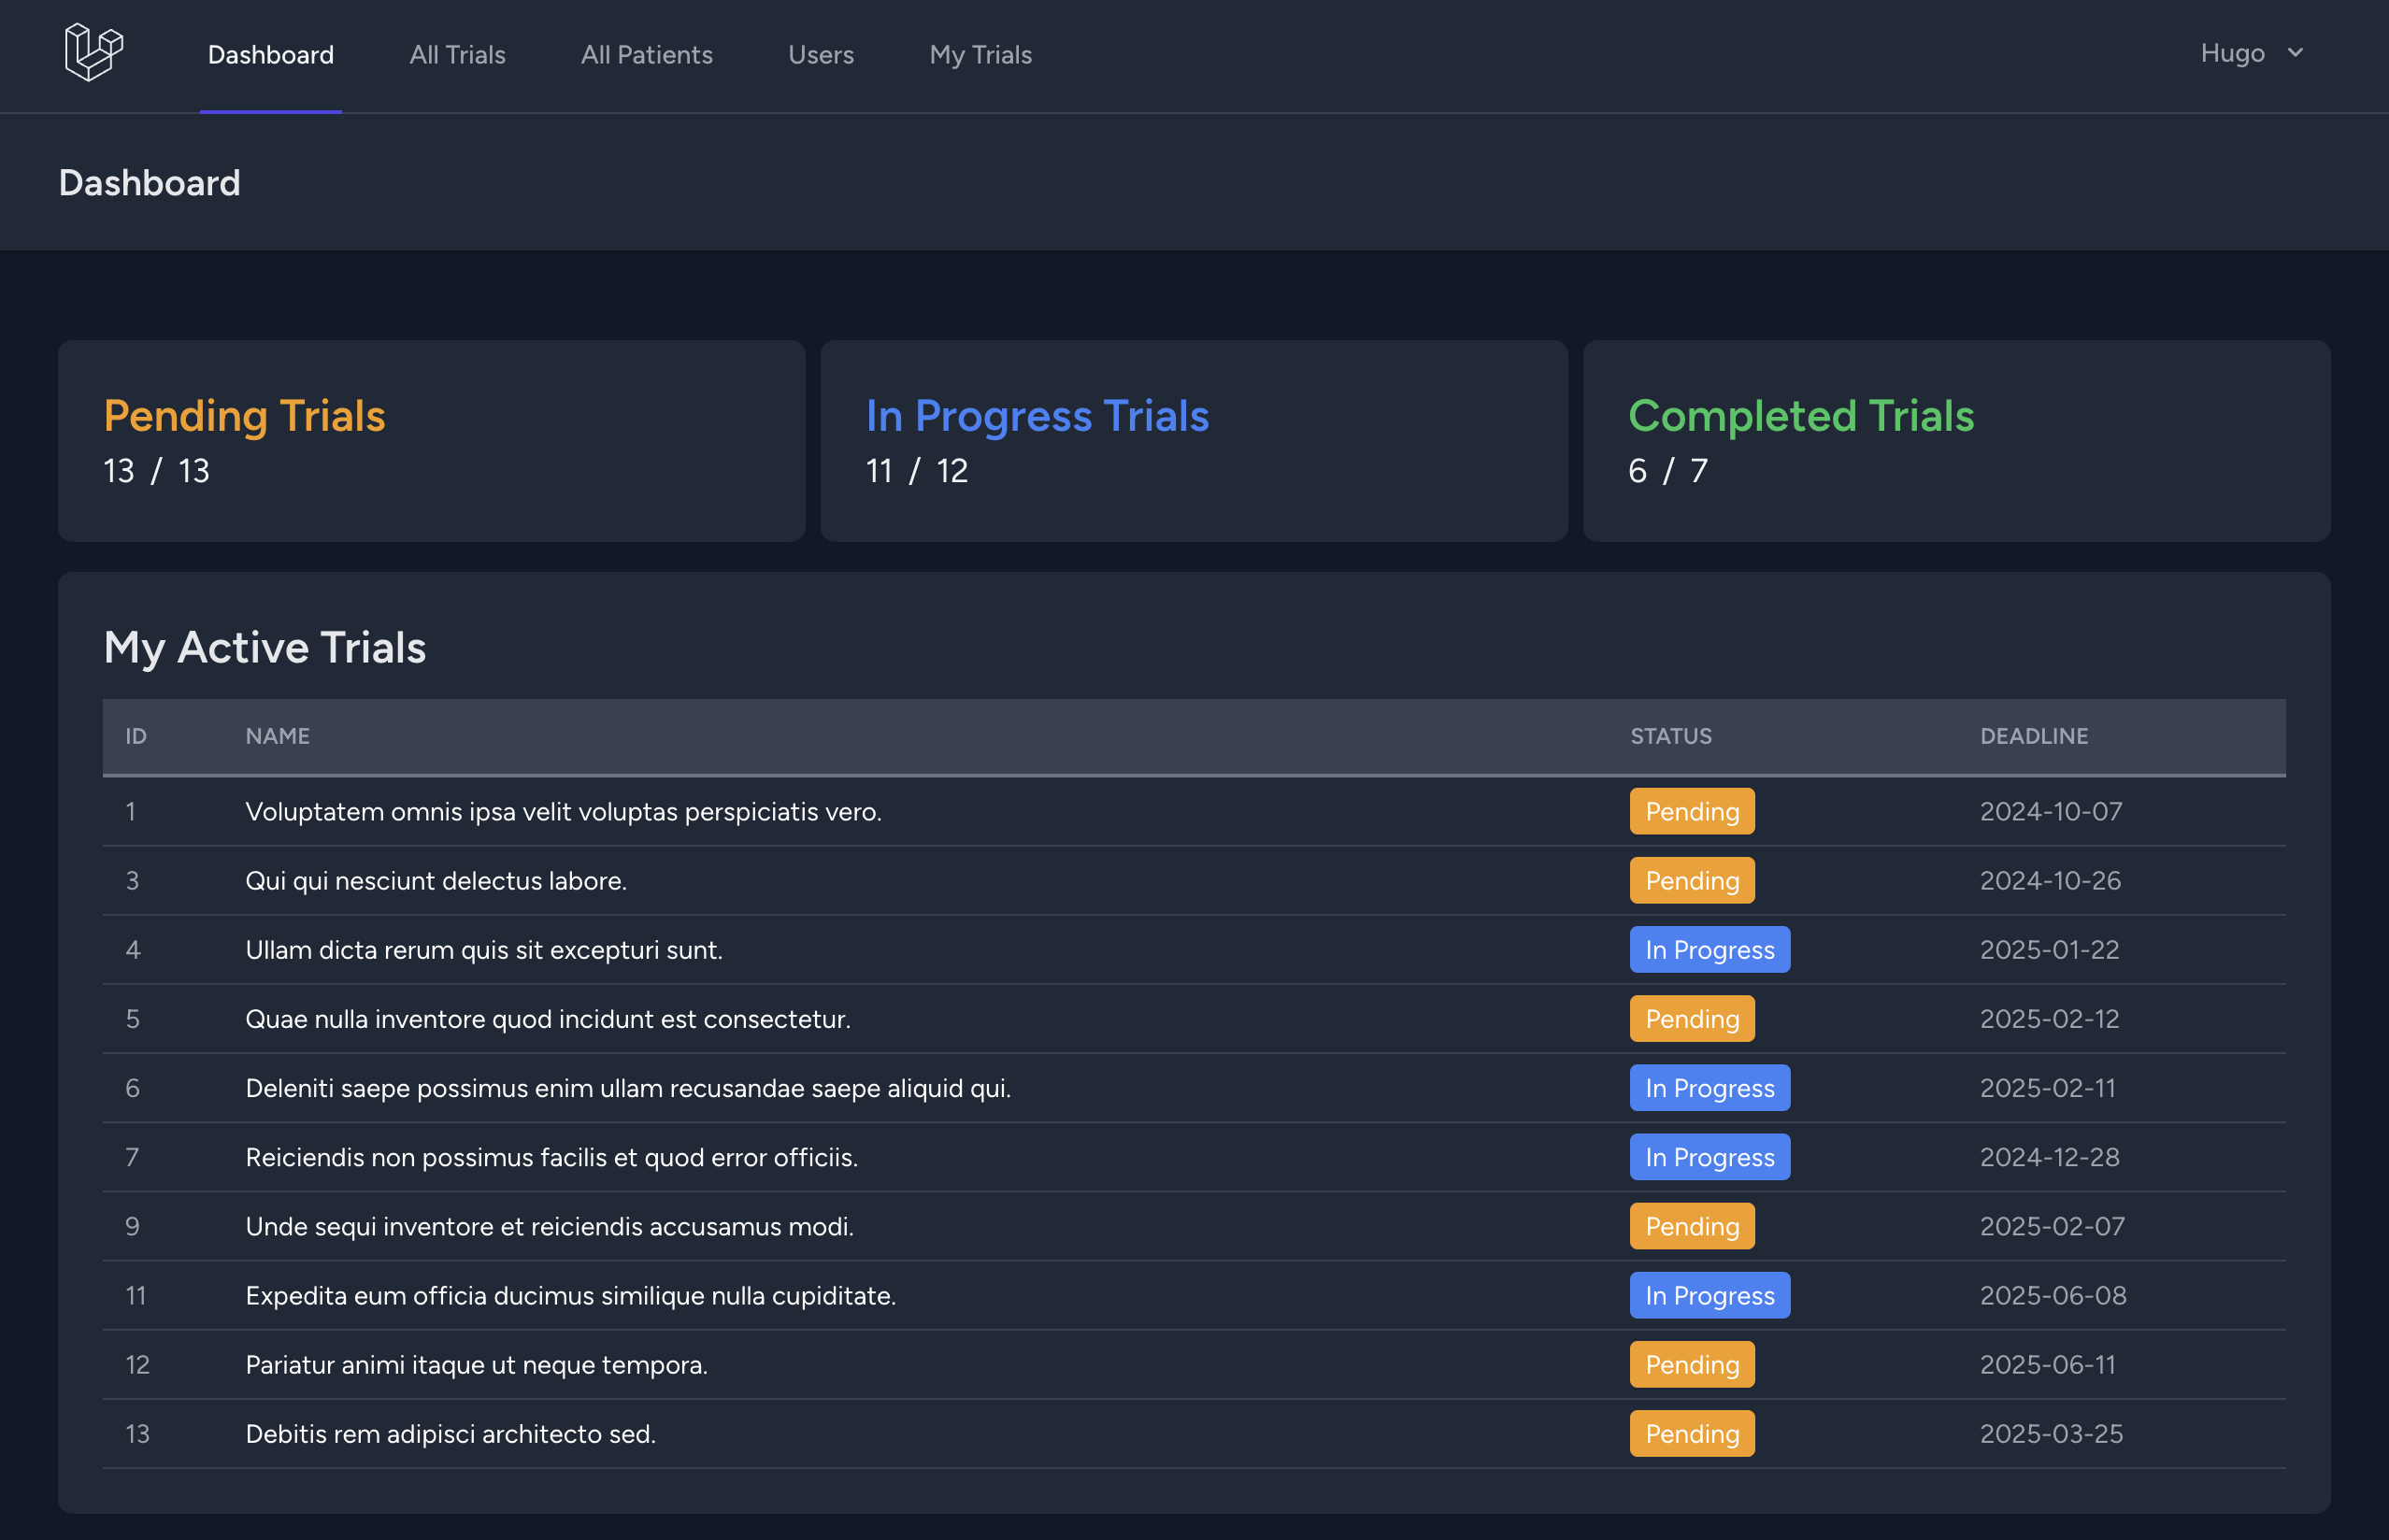 Dashboard All Trials All Patients Users My Trials Hugo
Dashboard
Pending Trials In Progress Trials Completed Trials
13 / 13 11 / 12 6 / 7
My Active Trials
ID NAME STATUS DEADLINE
1 Voluptatem omnis ipsa velit voluptas perspiciatis vero. Pending 2024-10-07
3 Qui qui nesciunt delectus labore. Pending 2024-10-26
4 Ullam dicta rerum quis sit excepturi sunt. In Progress 2025-01-22
5 Quae nulla inventore quod incidunt est consectetur. Pending 2025-02-12
6 Deleniti saepe possimus enim ullam recusandae saepe aliquid qui. In Progress 2025-02-11
7 Reiciendis non possimus facilis et quod error officiis. In Progress 2024-12-28
9 Unde sequi inventore et reiciendis accusamus modi. Pending 2025-02-07
11 Expedita eum officia ducimus similique nulla cupiditate. In Progress 2025-06-08
12 Pariatur animi itaque ut neque tempora. Pending 2025-06-11
13 Debitis rem adipisci architecto sed. Pending 2025-03-25